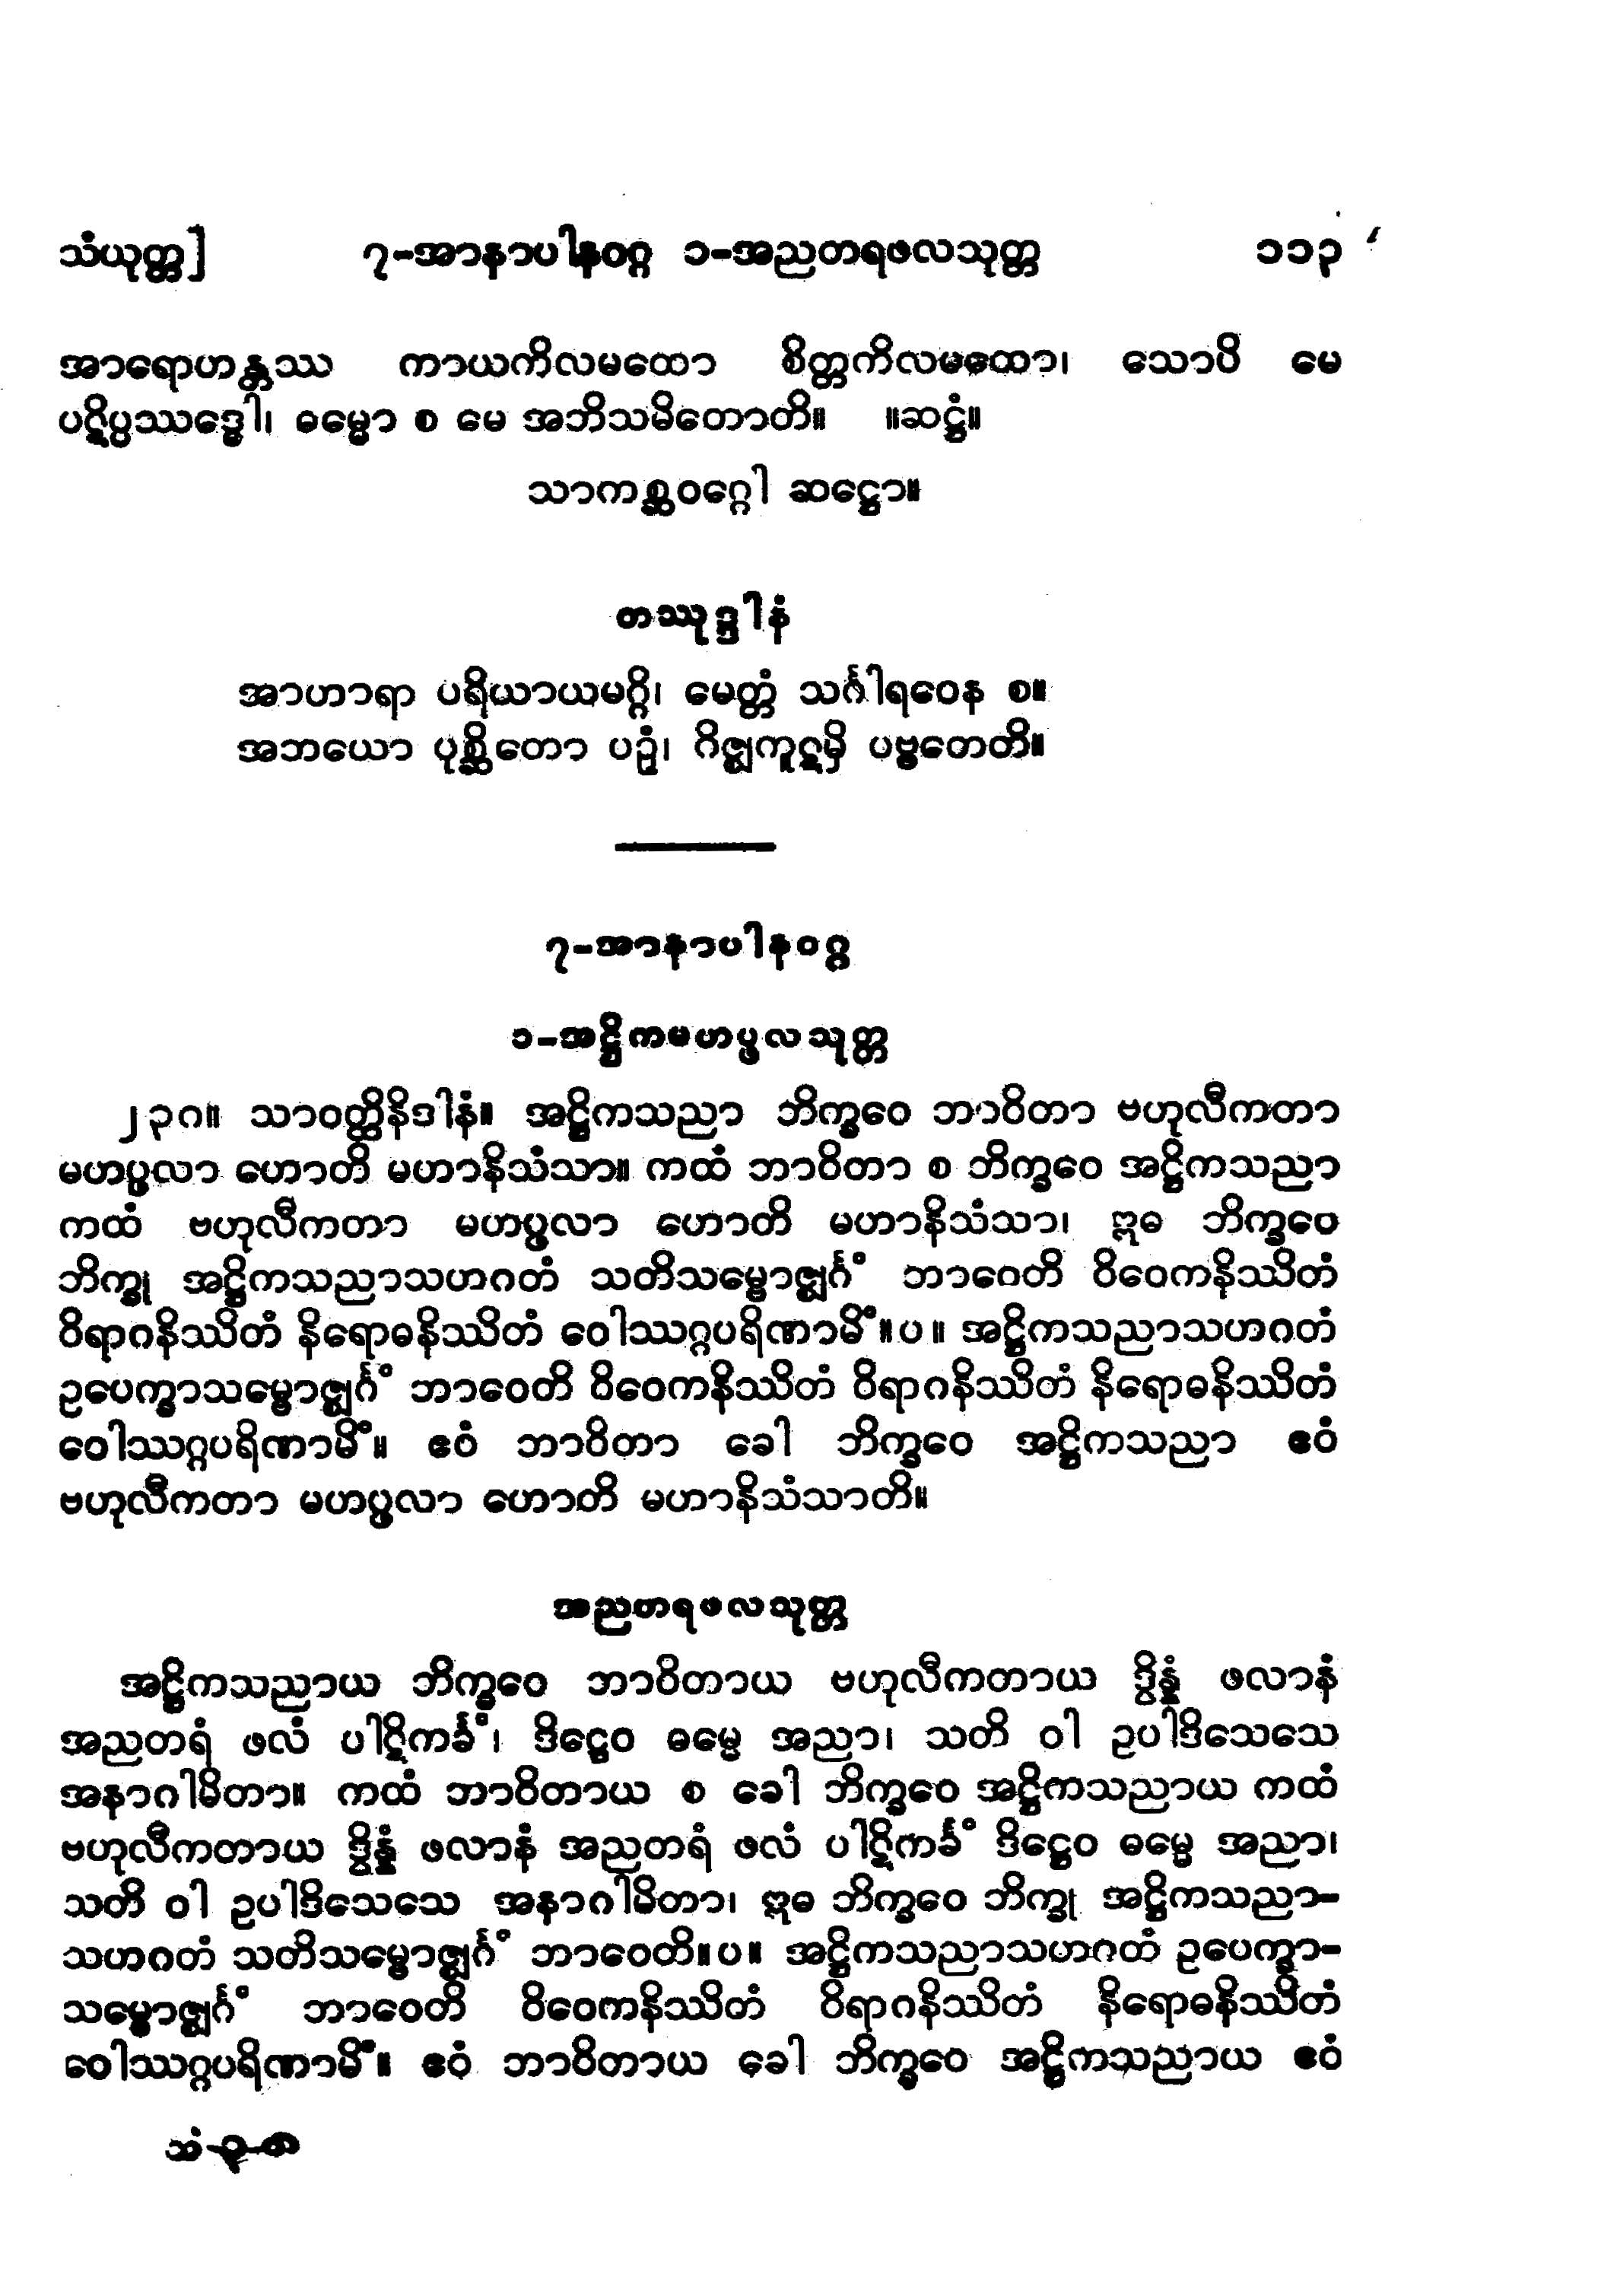 သံယုတ္တ] ၇-အာနာပါနဝဂ္ဂ ၁-အညတရဖလသုတ္တ ၁၁၃
အာရောဟန္တဿ ကာယကိလမထော စိတ္တကိလမထော၊ သောပိ မေ
ပဋိပ္ပဿဒ္ဓေါ၊ ဓမ္မော စ မေ အဘိသမိတောတိ။ ။ဆဋ္ဌံ။
သာကစ္ဆဝဂ္ဂေါ ဆဋ္ဌော။
တဿုဒ္ဒါနံ
အာဟာရာ ပရိယာယမဂ္ဂိ၊ မေတ္တံ သင်္ဂါရဝေန စ။
အဘယော ပုစ္ဆိတော ပဥှံ၊ ဂိဇ္ဈကူဋမှိ ပဗ္ဗတေတိ။
၇-အာနာပါနဝဂ္ဂ
၁-အဋ္ဌိကမဟပ္ဖလသုတ္တ
၂၃၈။ သာဝတ္ထိနိဒါနံ။ အဋ္ဌိကသညာ ဘိက္ခဝေ ဘာဝိတာ ဗဟုလီကတာ
မဟပ္ဖလာ ဟောတိ မဟာနိသံသာ။ ကထံ ဘာဝိတာ စ ဘိက္ခဝေ အဋ္ဌိကသညာ
ကထံ ဗဟုလီကတာ မဟပ္ဖလာ ဟောတိ မဟာနိသံသာ၊ ဣဓ ဘိက္ခဝေ
ဘိက္ခု အဋ္ဌိကသညာသဟဂတံ သတိသမ္ဗောဇ္ဈင်္ဂံ ဘာဝေတိ ဝိဝေကနိဿိတံ
ဝိရာဂနိဿိတံ နိရောဓနိဿိတံ ဝေါဿဂ္ဂပရိဏာမိံ။ပ။ အဋ္ဌိကသညာသဟဂတံ
ဥပေက္ခာသမ္ဗောဇ္ဈင်္ဂံ ဘာဝေတိ ဝိဝေကနိဿိတံ ဝိရာဂနိဿိတံ နိရောဓနိဿိတံ
ဝေါဿဂ္ဂပရိဏာမိံ။ ဧဝံ ဘာဝိတာ ခေါ ဘိက္ခဝေ အဋ္ဌိကသညာ ဧဝံ
ဗဟုလီကတာ မဟပ္ဖလာ ဟောတိ မဟာနိသံသာတိ။
အညတရဖလသုတ္တ
အဋ္ဌိကသညာယ ဘိက္ခဝေ ဘာဝိတာယ ဗဟုလီကတာယ ဒွိန္နံ ဖလာနံ
အညတရံ ဖလံ ပါဋိကင်္ခံ၊ ဒိဋ္ဌေဝ ဓမ္မေ အညာ၊ သတိ ဝါ ဥပါဒိသေသေ
အနာဂါမိတာ။ ကထံ ဘာဝိတာယ စ ခေါ ဘိက္ခဝေ အဋ္ဌိကသညာယ ကထံ
ဗဟုလီကတာယ ဒွိန္နံ ဖလာနံ အညတရံ ဖလံ ပါဋိကင်္ခံ ဒိဋ္ဌေဝ ဓမ္မေ အညာ၊
သတိ ဝါ ဥပါဒိသေသေ အနာဂါမိတာ၊ ဣဓ ဘိက္ခဝေ ဘိက္ခု အဋ္ဌိကသညာ-
သဟဂတံ သတိသမ္ဗောဇ္ဈင်္ဂံ ဘာဝေတိ။ပ။ အဋ္ဌိကသညာသဟဂတံ ဥပေက္ခာ-
သမ္ဗောဇ္ဈင်္ဂံ ဘာဝေတိ ဝိဝေကနိဿိတံ ဝိရာဂနိဿိတံ နိရောဓနိဿိတံ
ဝေါဿဂ္ဂပရိဏာမိံ။ ဧဝံ ဘာဝိတာယ ခေါ ဘိက္ခဝေ အဋ္ဌိကသညာယ ဧဝံ